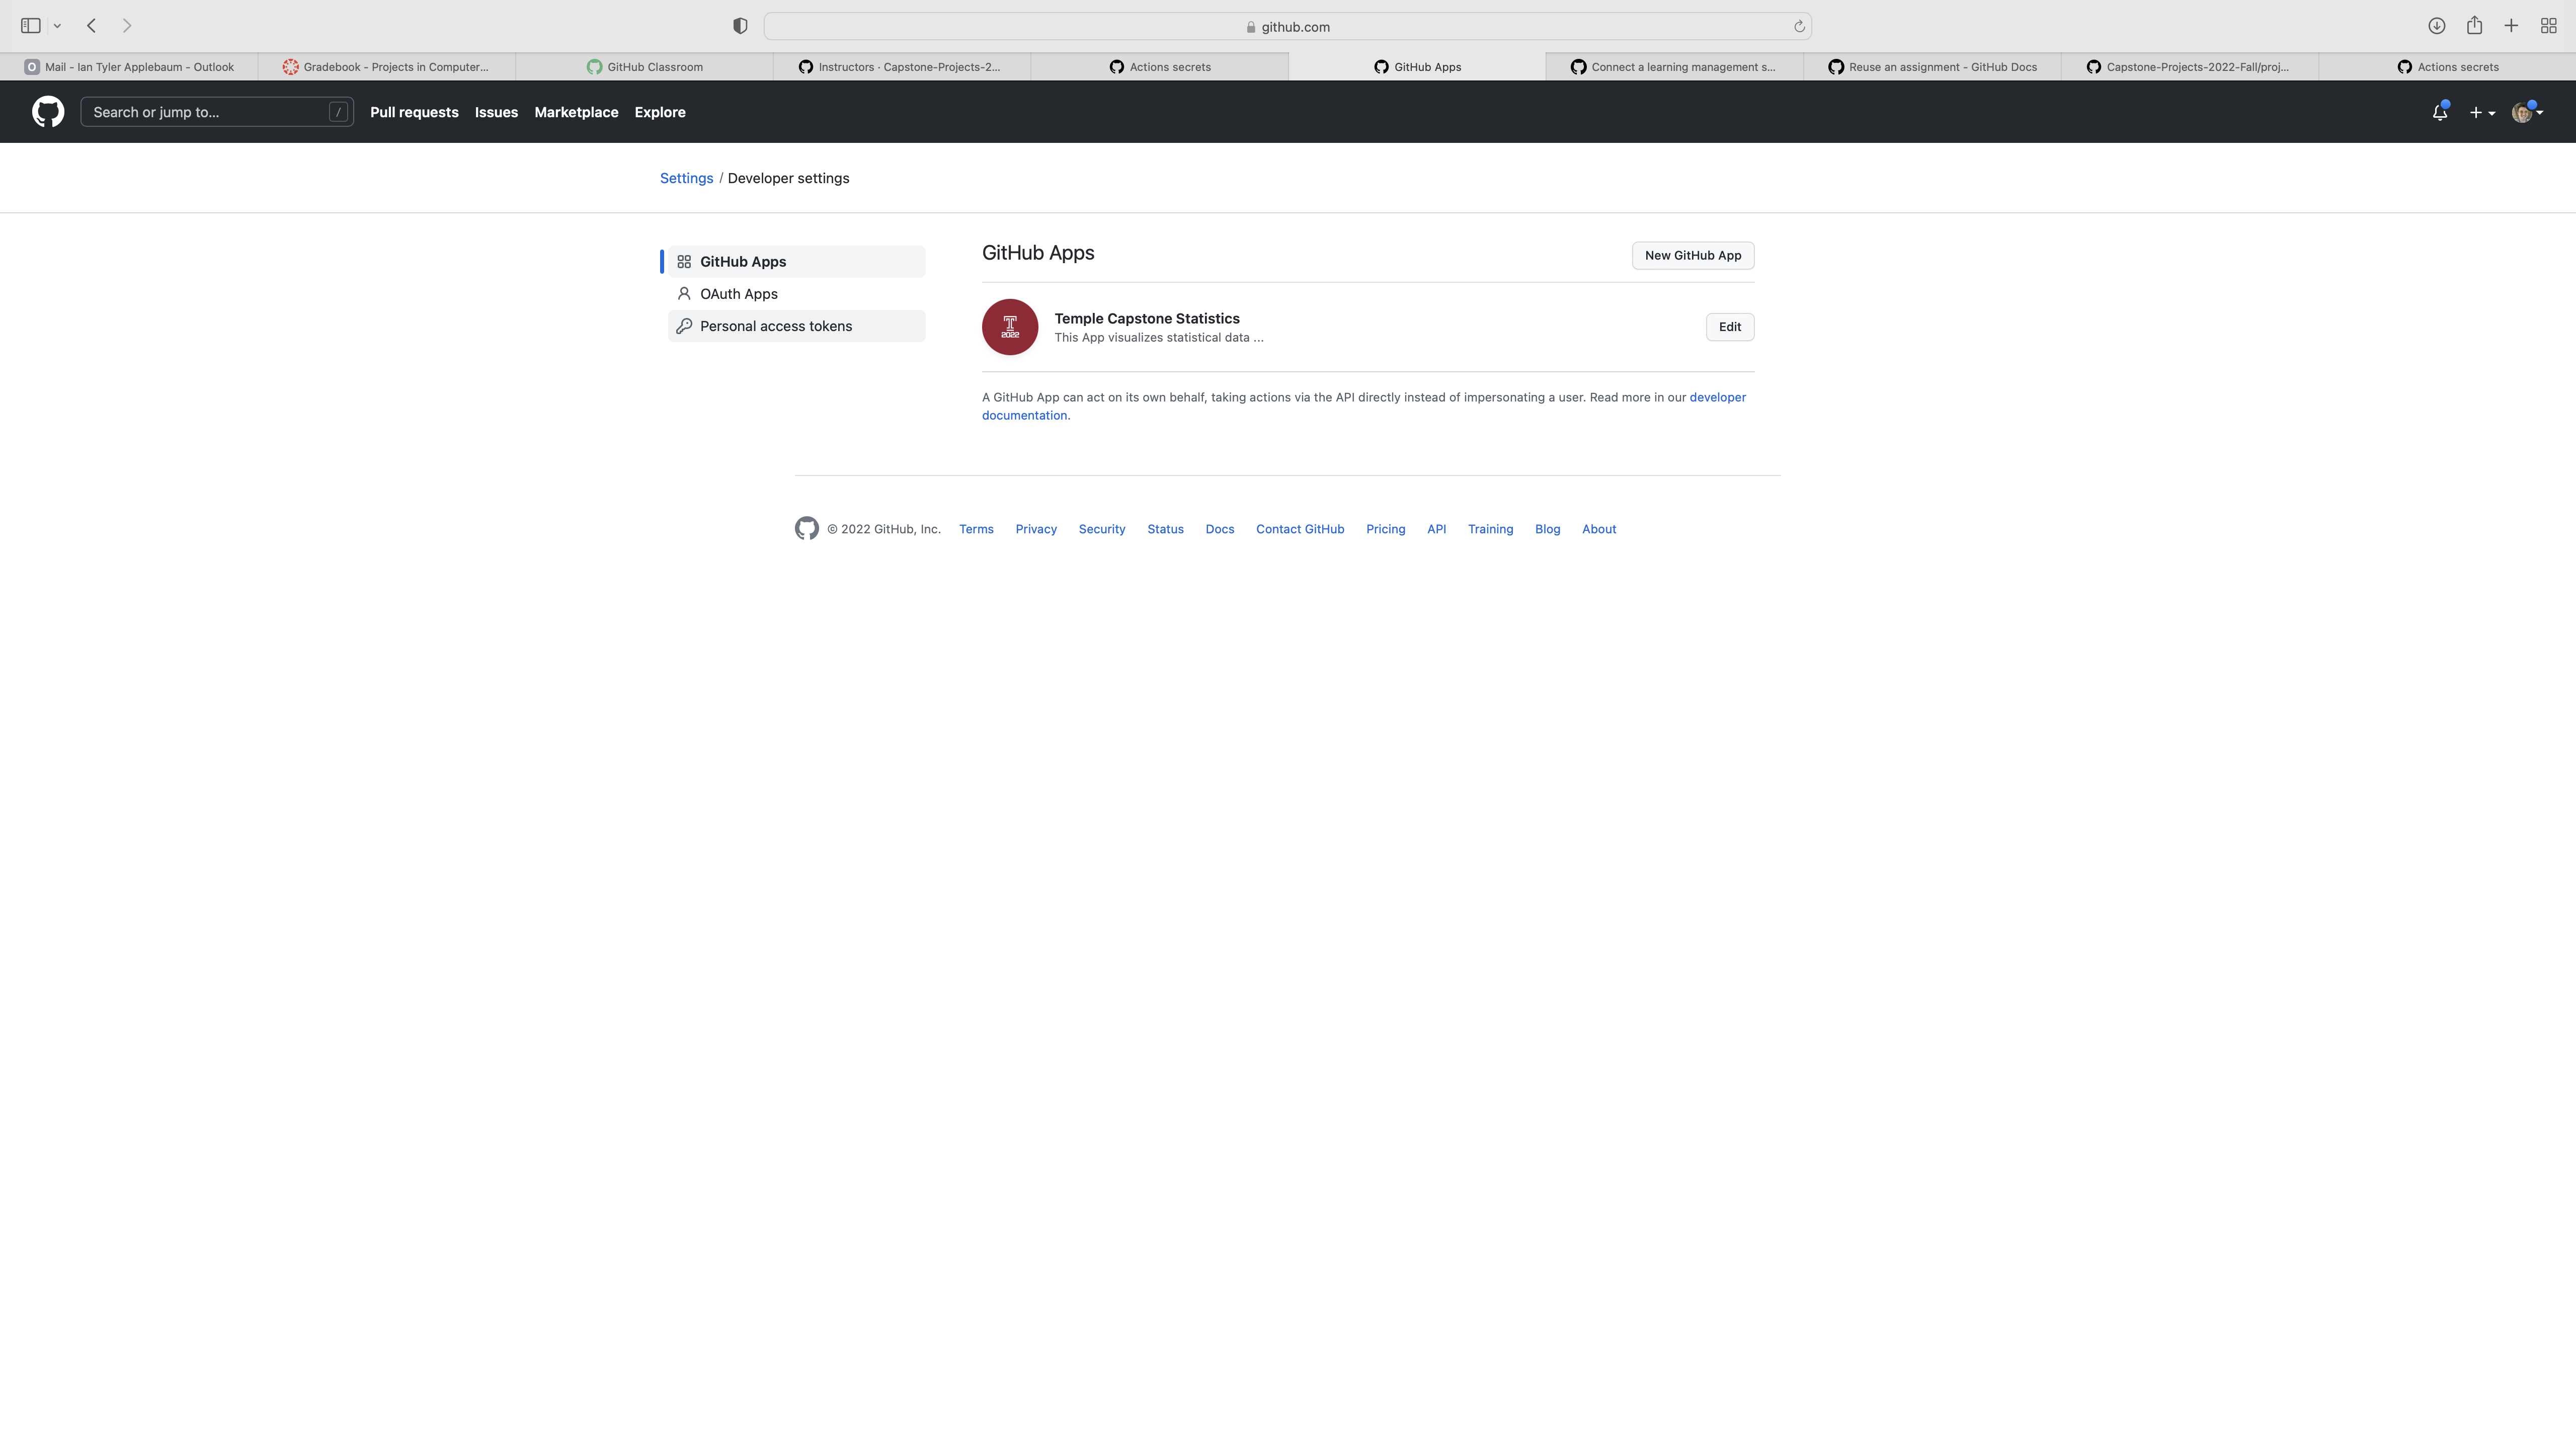 github.com
O Mail - Ian Tyler Applebaum - Outlook
Gradebook - Projects in Computer...
GitHub Classroom
Instructors · Capstone-Projects-2...
Actions secrets
GitHub Apps
Connect a learning management s...
Reuse an assignment - GitHub Docs
Capstone-Projects-2022-Fall/proj...
Actions secrets
Search or jump to... /
Pull requests Issues Marketplace Explore
Settings / Developer settings
GitHub Apps
OAuth Apps
Personal access tokens
GitHub Apps
New GitHub App
T
2022
Temple Capstone Statistics
This App visualizes statistical data ...
Edit
A GitHub App can act on its own behalf, taking actions via the API directly instead of impersonating a user. Read more in our developer
documentation.
© 2022 GitHub, Inc. Terms Privacy Security Status Docs Contact GitHub Pricing API Training Blog About